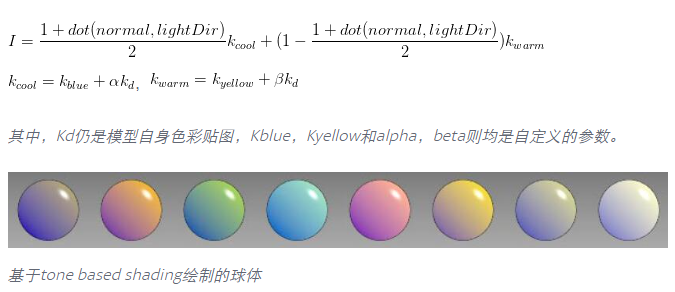 I = \frac{1 + dot(normal, lightDir)}{2} k_{cool} + (1 - \frac{1 + dot(normal, lightDir)}{2}) k_{warm}
k_{cool} = k_{blue} + αk_d, k_{warm} = k_{yellow} + βk_d
其中，Kd仍是模型自身色彩贴图，Kblue，Kyellow和alpha，beta则均是自定义的参数。
基于tone based shading绘制的球体